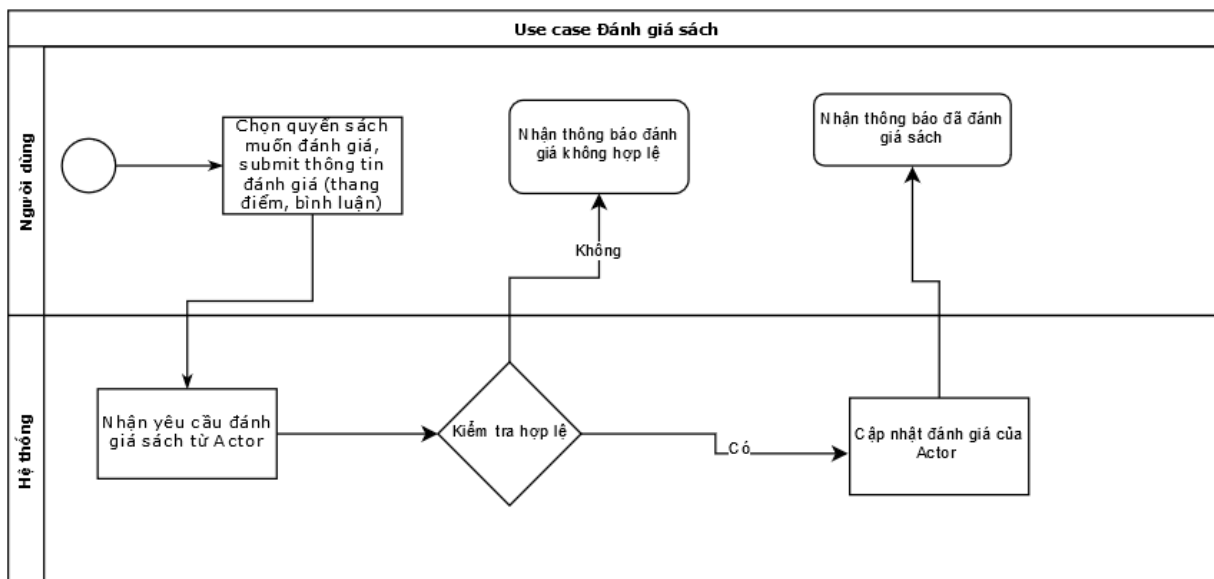 Use case Đánh giá sách
Người dùng
Chọn quyển sách
muốn đánh giá,
submit thông tin
đánh giá (thang
điểm, bình luận)
Nhận thông báo đánh
giá không hợp lệ
Nhận thông báo đã đánh
giá sách
Không
Hệ thống
Nhận yêu cầu đánh
giá sách từ Actor
Kiểm tra hợp lệ
Có
Cập nhật đánh giá của
Actor